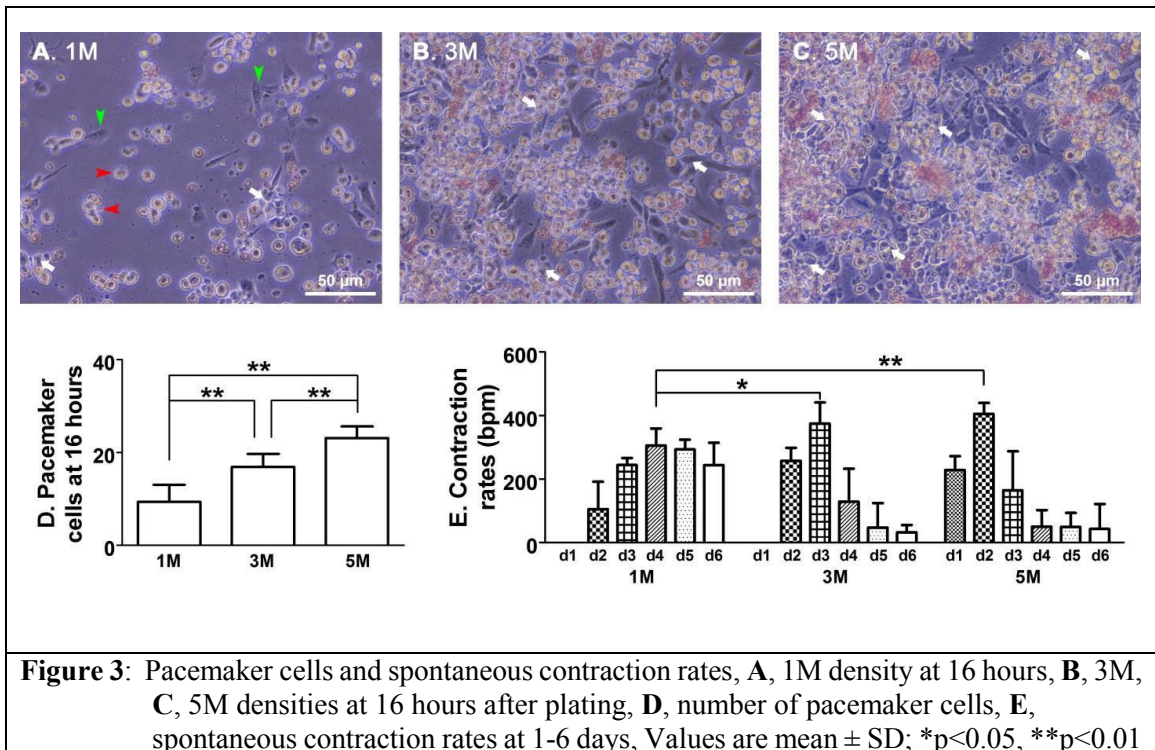 A. 1M
B. 3M
C. 5M
50 µm
50 µm
50 µm
D. Pacemaker
cells at 16 hours
40
20
0
**
**
**
1M
3M
5M
E. Contraction
rates (bpm)
600
400
200
0
*
**
d1 d2 d3 d4 d5 d6
d1 d2 d3 d4 d5 d6
d1 d2 d3 d4 d5 d6
1M
3M
5M
Figure 3: Pacemaker cells and spontaneous contraction rates, A, 1M density at 16 hours, B, 3M,
C, 5M densities at 16 hours after plating, D, number of pacemaker cells, E,
spontaneous contraction rates at 1-6 days, Values are mean ± SD; *p<0.05, **p<0.01